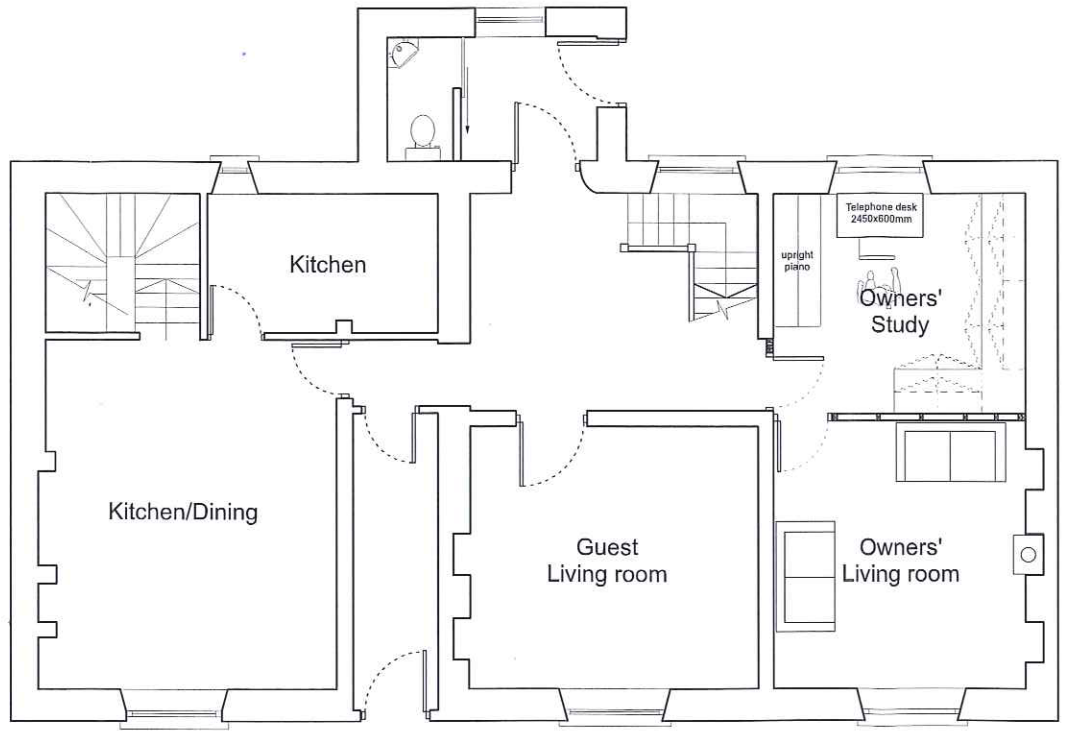 Kitchen
Telephone desk
2450x600mm
upright
piano
Owners'
Study
Kitchen/Dining
Guest
Living room
Owners'
Living room